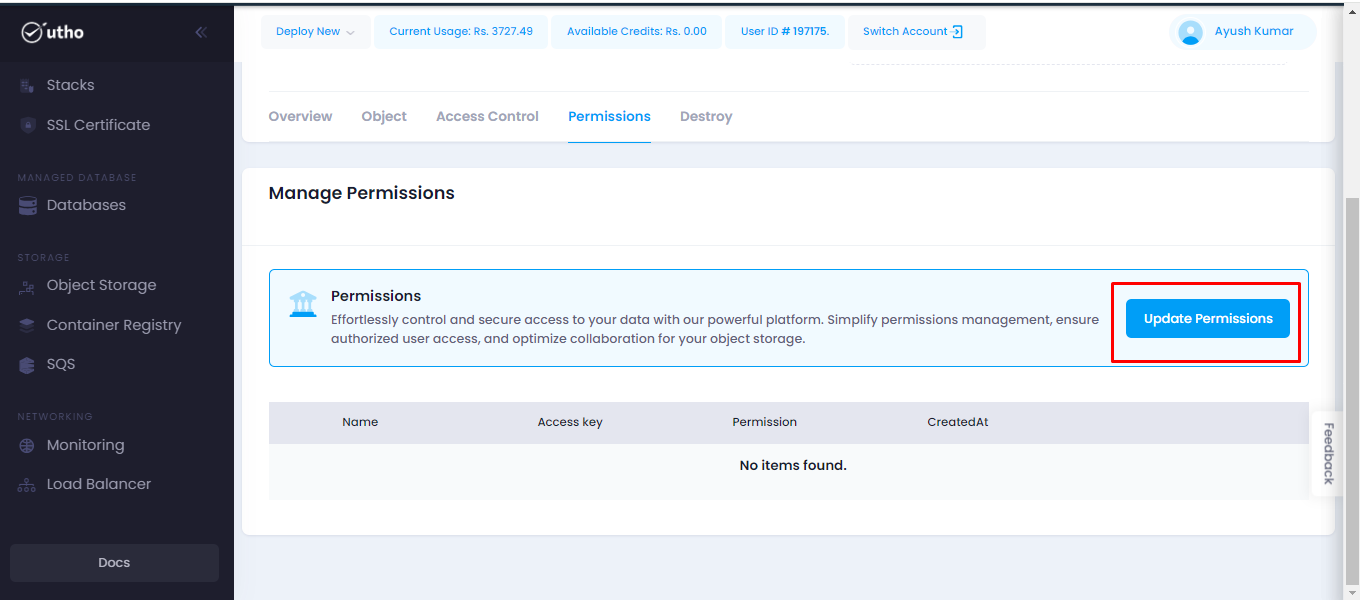 utho
Deploy New
Current Usage: Rs. 3727.49
Available Credits: Rs. 0.00
User ID # 197175.
Switch Account
Ayush Kumar
Stacks
SSL Certificate
MANAGED DATABASE
Databases
STORAGE
Object Storage
Container Registry
SQS
NETWORKING
Monitoring
Load Balancer
Docs
Overview
Object
Access Control
Permissions
Destroy
Manage Permissions
Permissions
Effortlessly control and secure access to your data with our powerful platform. Simplify permissions management, ensure
authorized user access, and optimize collaboration for your object storage.
Update Permissions
Name
Access key
Permission
CreatedAt
No items found.
Feedback